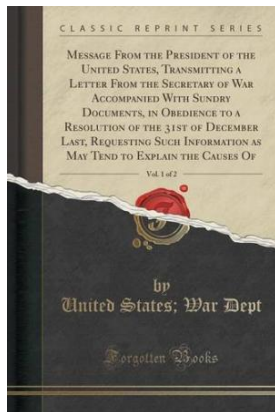 CLASSIC REPRINT SERIES
MESSAGE FROM THE PRESIDENT OF THE
UNITED STATES, TRANSMITTING A
LETTER FROM THE SECRETARY OF WAR
ACCOMPANIED WITH SUNDRY
DOCUMENTS, IN OBEDIENCE TO A
RESOLUTION OF THE 31ST OF DECEMBER
LAST, REQUESTING SUCH INFORMATION AS
MAY TEND TO EXPLAIN THE CAUSES OF
Vol. 1 of 2
F
by
United States; War Dept
Forgotten Books